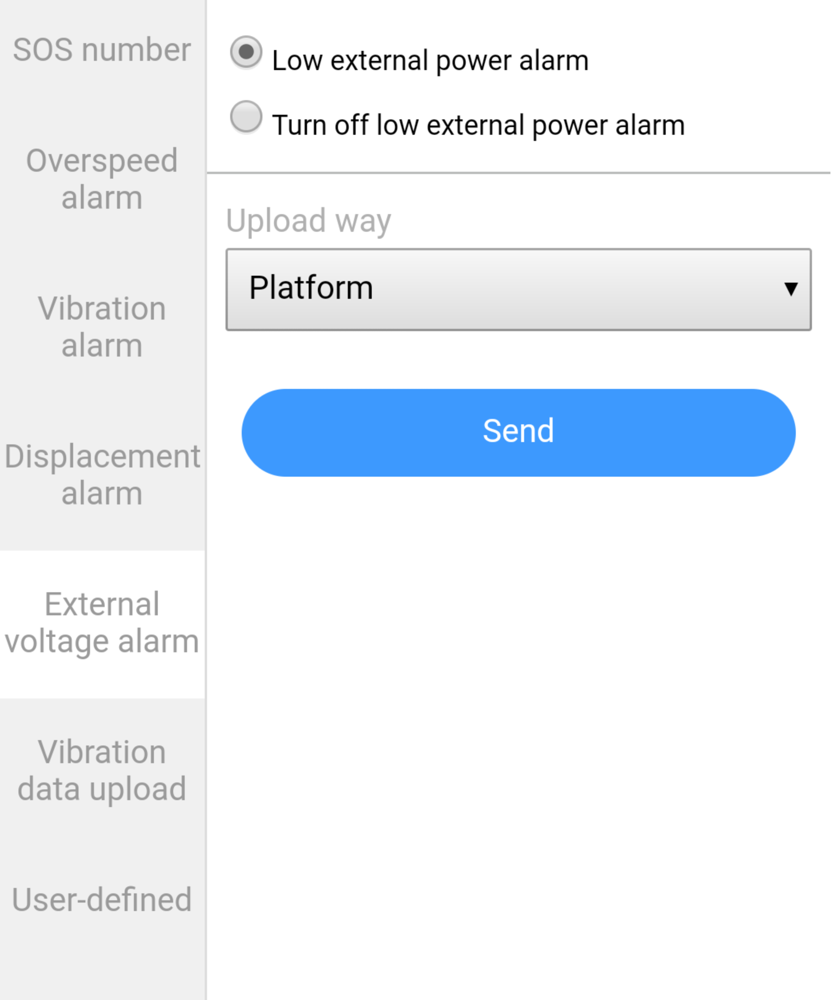 SOS number
Overspeed
alarm
Vibration
alarm
Displacement
alarm
External
voltage alarm
Vibration
data upload
User-defined
Low external power alarm
Turn off low external power alarm
Upload way
Platform
Send